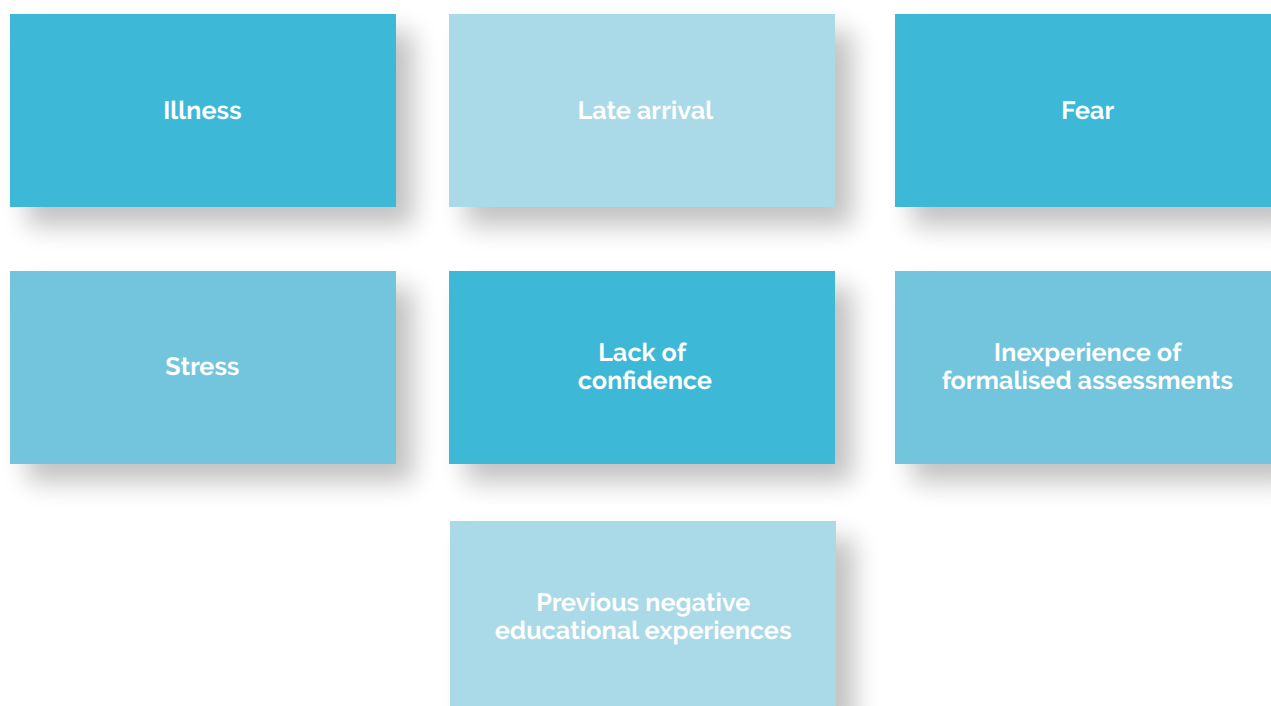 Illness
Late arrival
Fear
Stress
Lack of
confidence
Inexperience of
formalised assessments
Previous negative
educational experiences